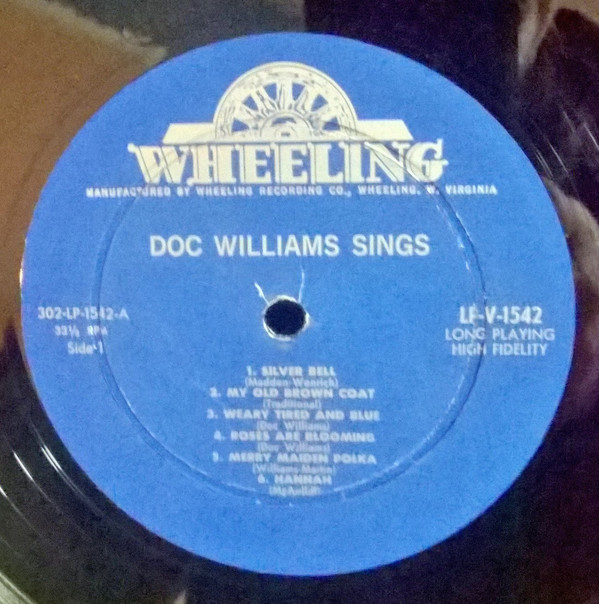 WHEELING
MANUFACTURED BY WHEELING RECORDING CO., WHEELING, W. VIRGINIA
DOC WILLIAMS SINGS
302-LP-1542-A
33⅓ RPM
Side 1
LP-V-1542
LONG PLAYING
HIGH FIDELITY
1. SILVER BELL
(Madden-Wenrich)
2. MY OLD BROWN COAT
(Traditional)
3. WEARY TIRED AND BLUE
(Doc Williams)
4. ROSES ARE BLOOMING
(Doc Williams)
5. MERRY MAIDEN POLKA
(Williams-Martin)
6. HANNAH